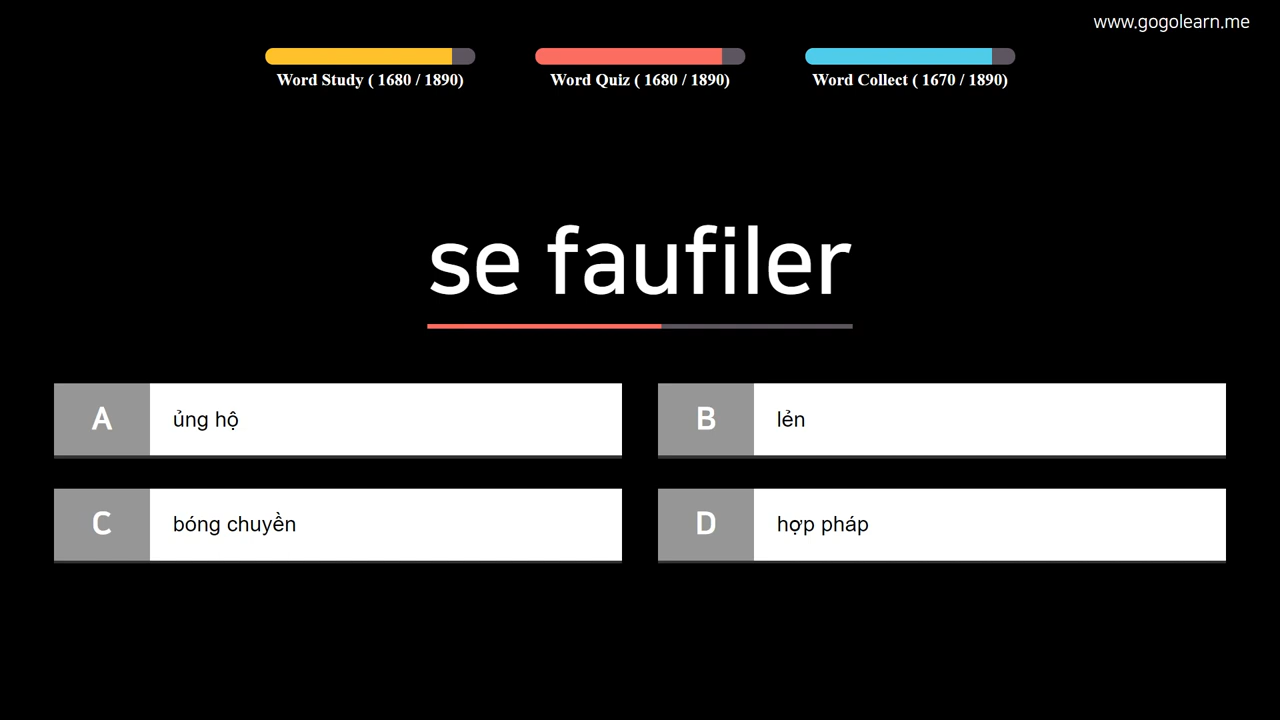 www.gogolearn.me
Word Study ( 1680 / 1890)
Word Quiz ( 1680 / 1890)
Word Collect ( 1670 / 1890)
se faufiler
A
ủng hộ
B
lẻn
C
bóng chuyền
D
hợp pháp